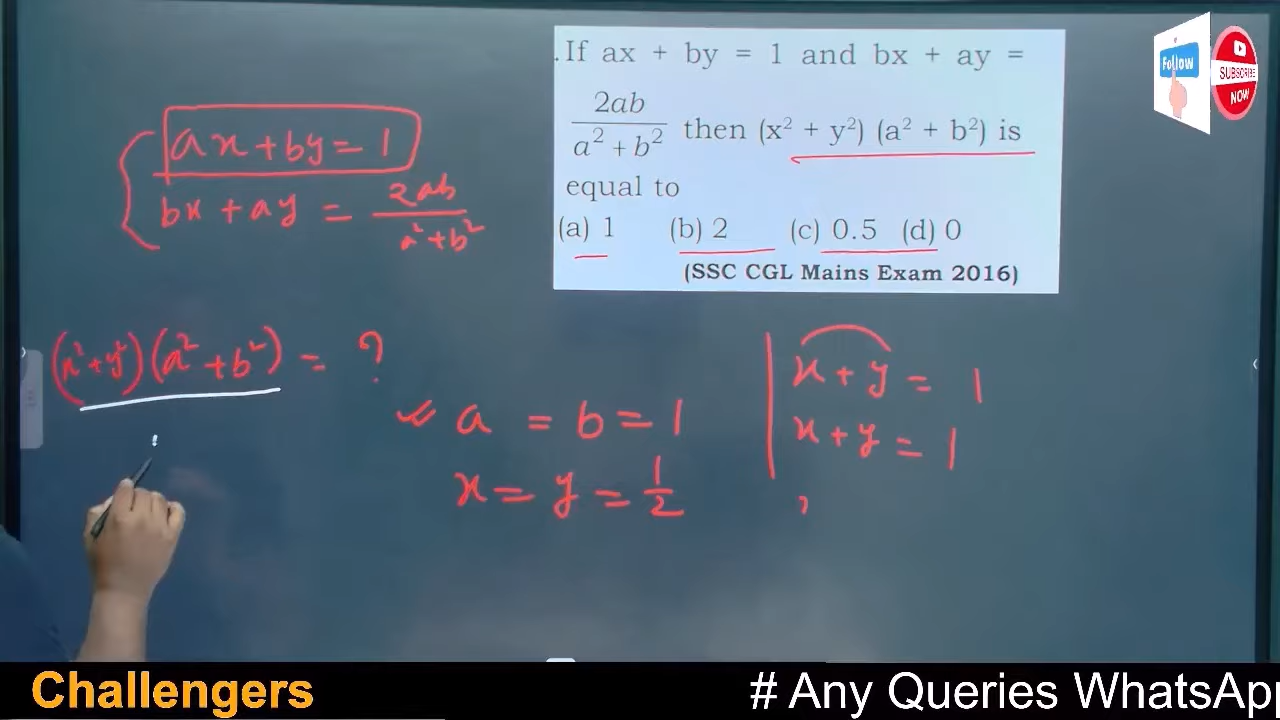 .If ax + by = 1 and bx + ay =
2ab
a² + b² then (x² + y²) (a² + b²) is
equal to
(a) 1 (b) 2 (c) 0.5 (d) 0
(SSC CGL Mains Exam 2016)
Follow
SUBSCRIBE
NOW
ax + by = 1
bx + ay = 2ab
a² + b²
(x² + y²)(a² + b²) = ?
a = b = 1
x = y = 1/2
x + y = 1
x + y = 1
Challengers
# Any Queries WhatsApp